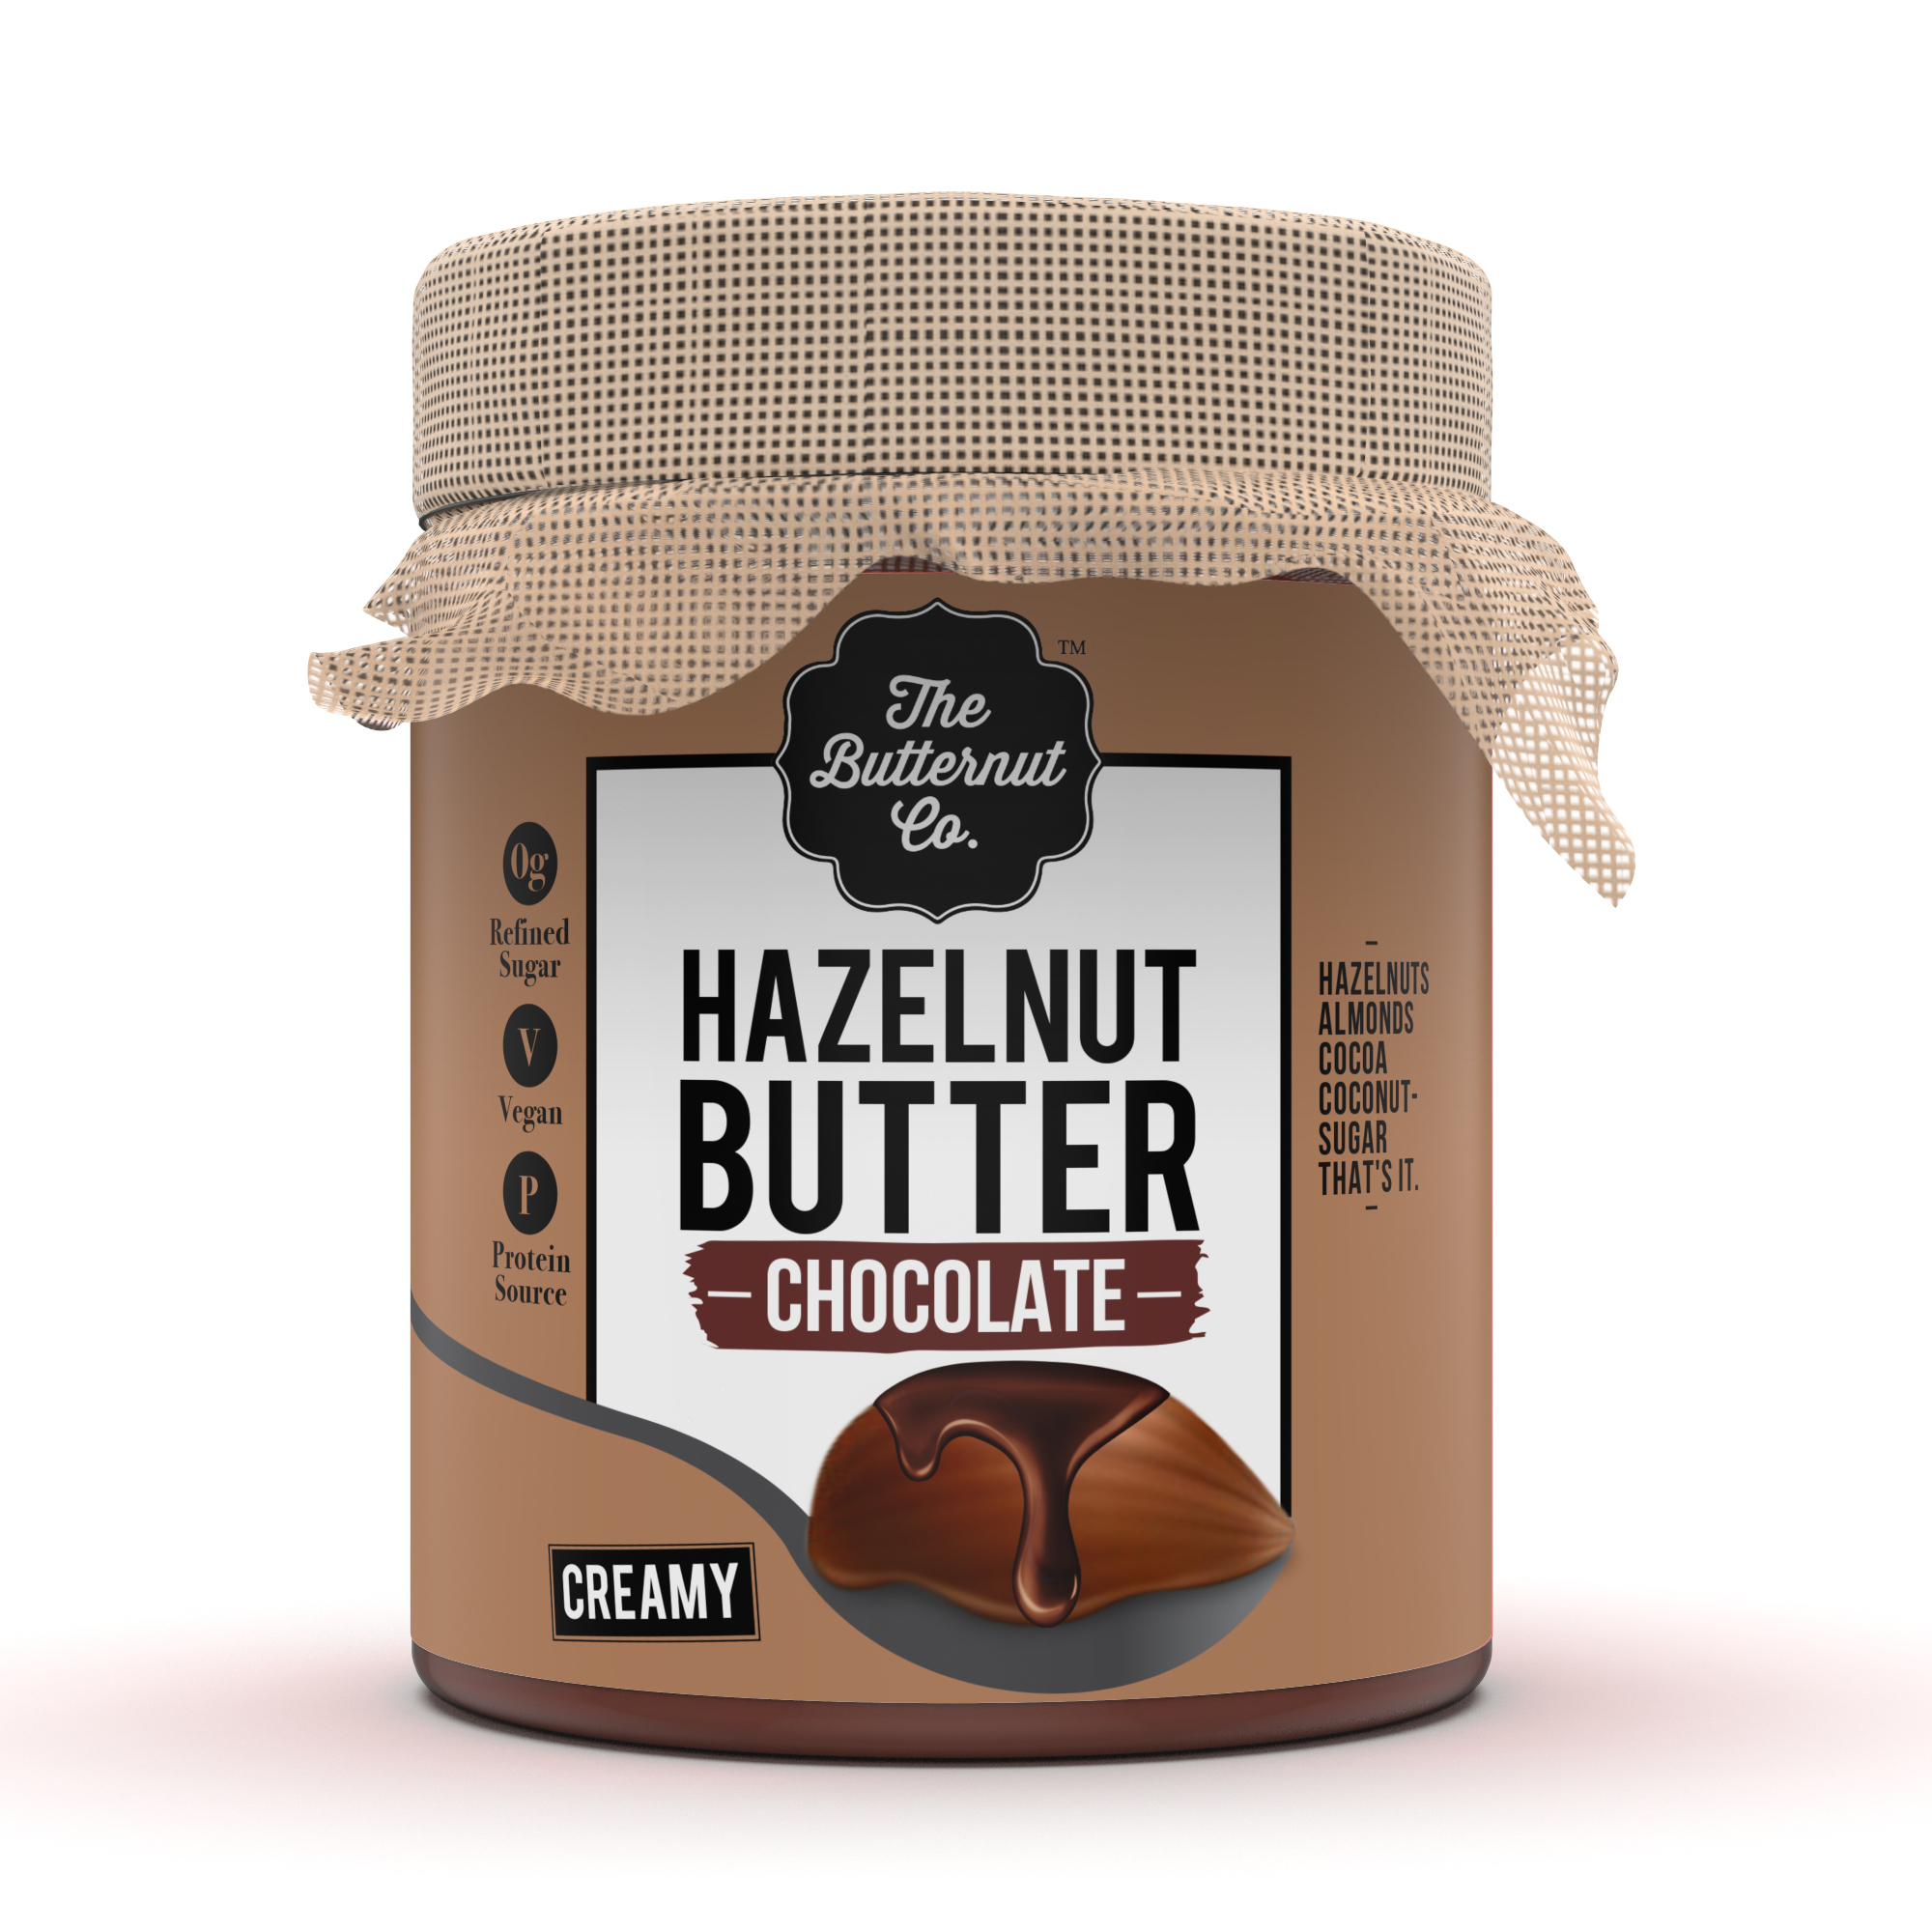 The
Butternut
Co.
TM
HAZELNUT
BUTTER
– CHOCOLATE –
0g
Refined
Sugar
V
Vegan
P
Protein
Source
–
HAZELNUTS
ALMONDS
COCOA
COCONUT-
SUGAR
THAT'S IT.
–
CREAMY